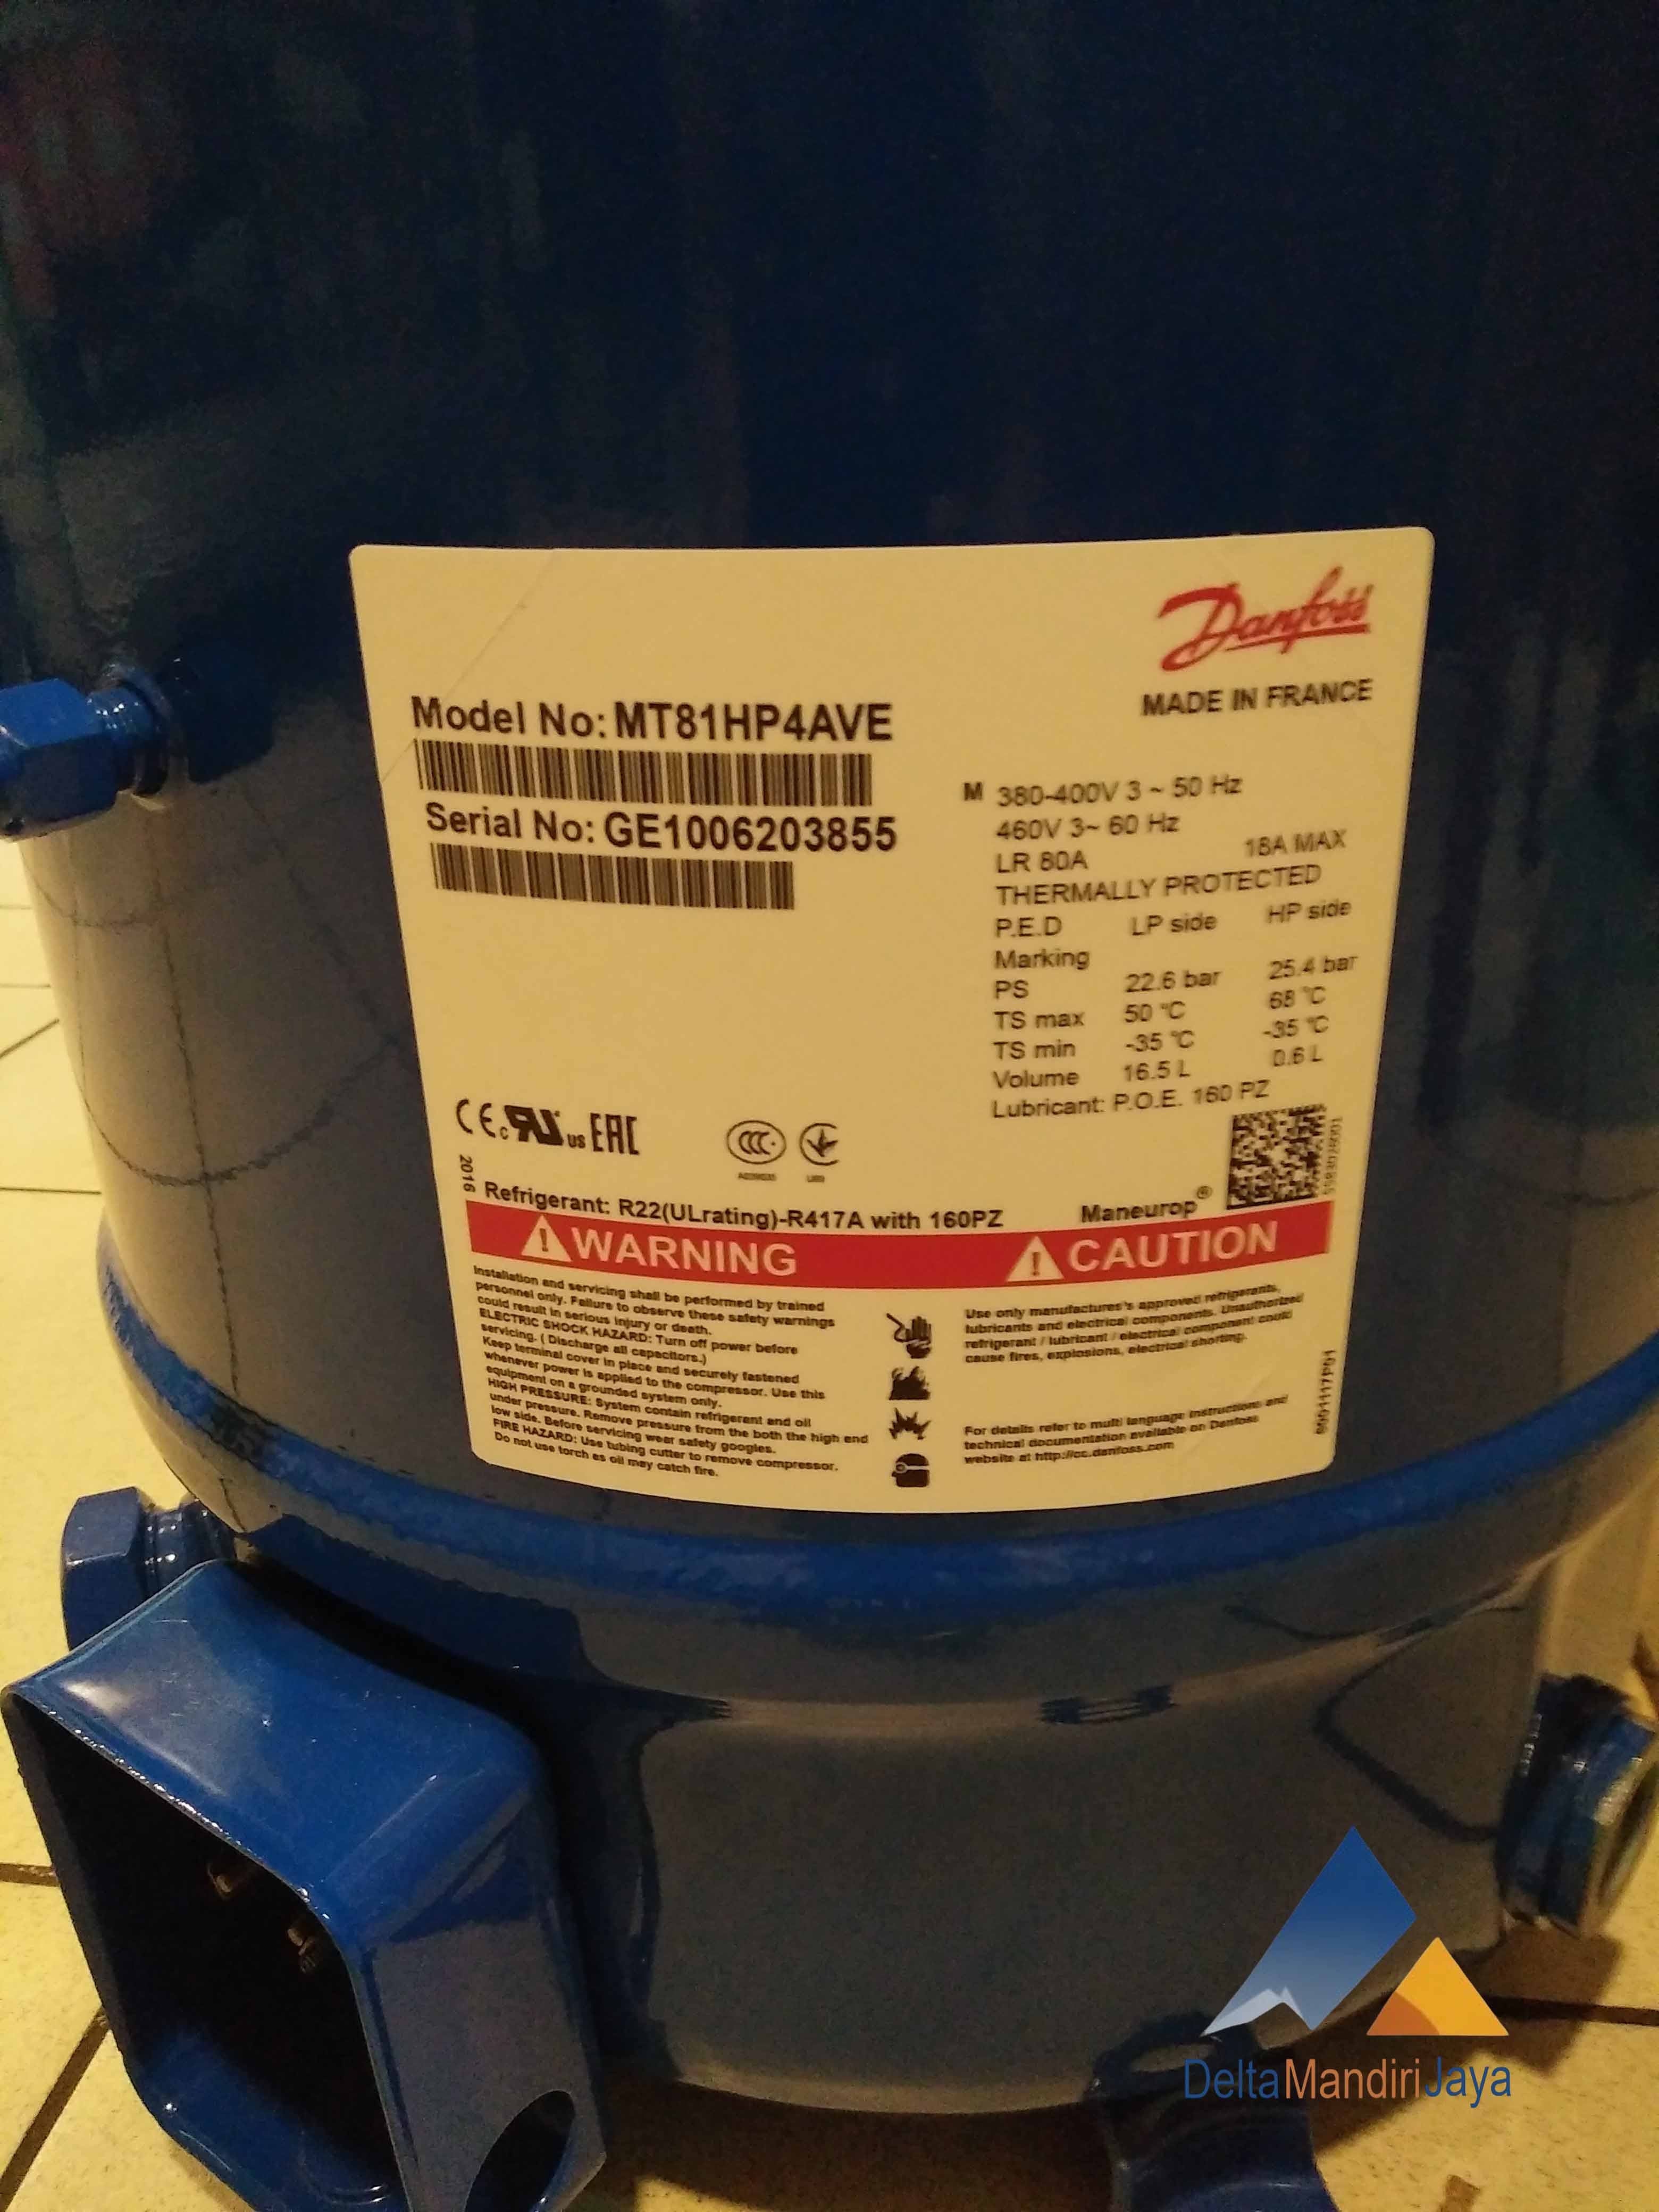 Danfoss
MADE IN FRANCE
Model No: MT81HP4AVE
Serial No: GE1006203855
M 380-400V 3 ~ 50 Hz
460V 3~ 60 Hz
LR 80A 18A MAX
THERMALLY PROTECTED
P.E.D LP side HP side
Marking
PS 22.6 bar 25.4 bar
TS max 50 °C 68 °C
TS min -35 °C -35 °C
Volume 16.5 L 0.6 L
Lubricant: P.O.E. 160 PZ
CE c RU us EAC
CCC
2016
Refrigerant: R22(ULrating)-R417A with 160PZ
Maneurop®
WARNING
Installation and servicing shall be performed by trained
personnel only. Failure to observe these safety warnings
could result in serious injury or death.
ELECTRIC SHOCK HAZARD: Turn off power before
servicing. ( Discharge all capacitors.)
Keep terminal cover in place and securely fastened
whenever power is applied to the compressor. Use this
equipment on a grounded system only.
HIGH PRESSURE: System contain refrigerant and oil
under pressure. Remove pressure from the both the high and
low side. Before servicing wear safety googles.
FIRE HAZARD: Use tubing cutter to remove compressor.
Do not use torch as oil may catch fire.
CAUTION
Use only manufactures's approved refrigerants,
lubricants and electrical components. Unauthorized
refrigerant / lubricant / electrical component could
cause fires, explosions, electrical shorting.
For details refer to multi language instructions and
technical documentation available on Danfoss
website at http://cc.danfoss.com
DeltaMandiriJaya